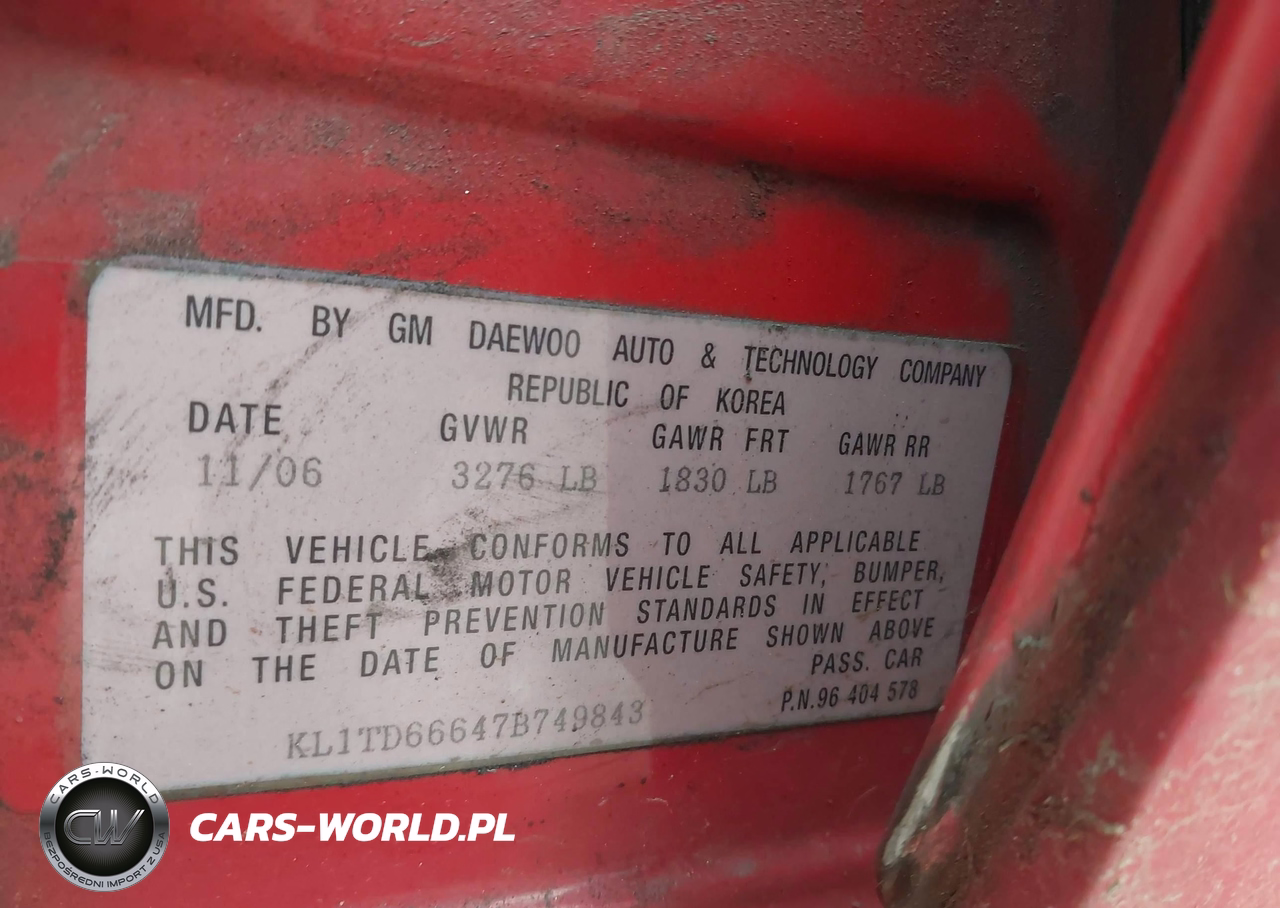 MFD. BY GM DAEWOO AUTO & TECHNOLOGY COMPANY
REPUBLIC OF KOREA
DATE GVWR GAWR FRT GAWR RR
11/06 3276 LB 1830 LB 1767 LB
THIS VEHICLE CONFORMS TO ALL APPLICABLE
U.S. FEDERAL MOTOR VEHICLE SAFETY, BUMPER,
AND THEFT PREVENTION STANDARDS IN EFFECT
ON THE DATE OF MANUFACTURE SHOWN ABOVE
PASS. CAR
P.N.96 404 578
KL1TD66647B749843
CARS-WORLD
CW
BEZPOŚREDNI IMPORT Z USA
CARS-WORLD.PL